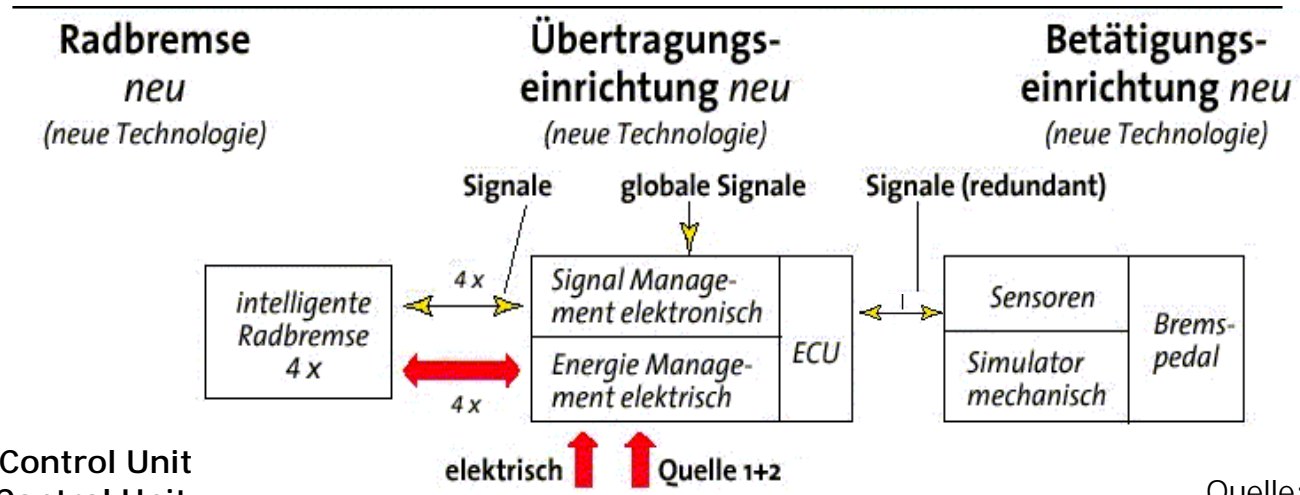 Radbremse
neu
(neue Technologie)
Übertragungs-
einrichtung neu
(neue Technologie)
Betätigungs-
einrichtung neu
(neue Technologie)
Signale
globale Signale
Signale (redundant)
intelligente
Radbremse
4 x
4 x
4 x
Signal Manage-
ment elektronisch
Energie Manage-
ment elektrisch
ECU
Sensoren
Simulator
mechanisch
Brems-
pedal
elektrisch
Quelle 1+2
Control Unit
Control Unit
Quelle: